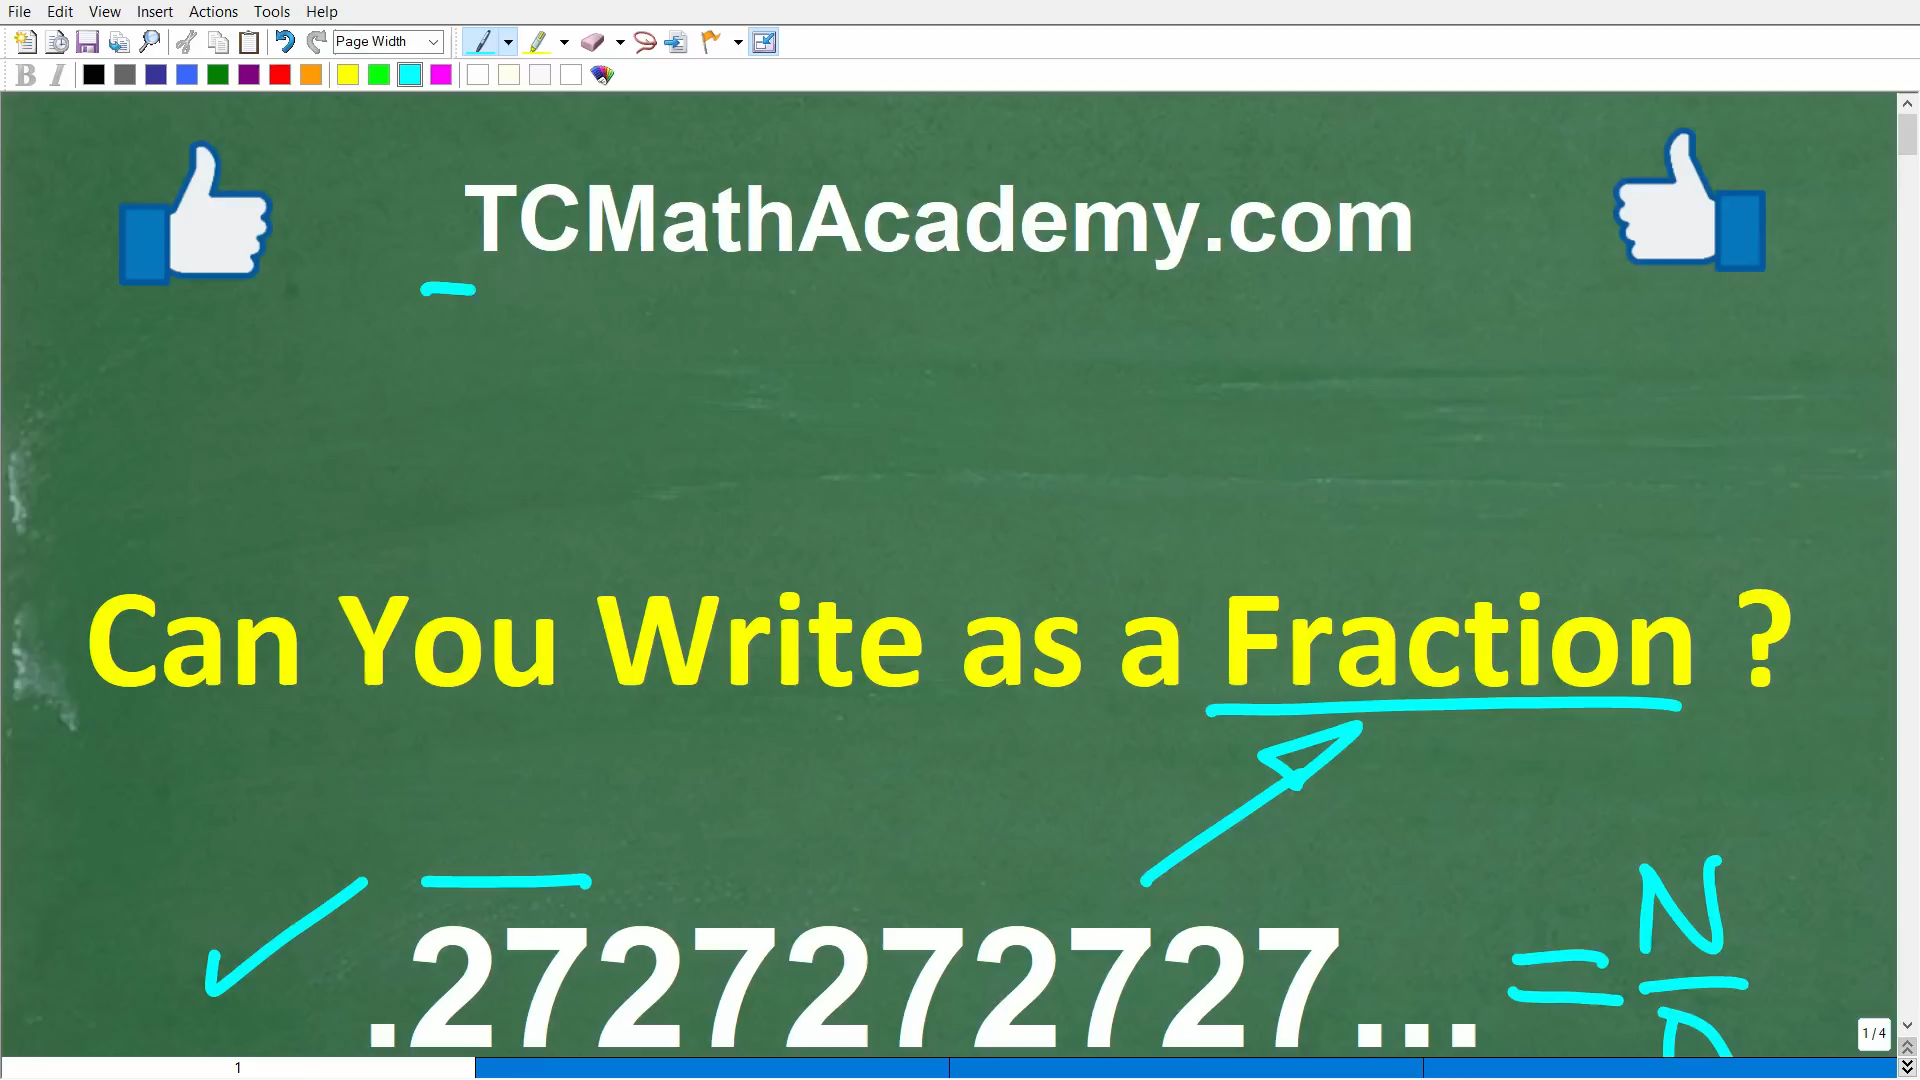 File Edit View Insert Actions Tools Help
Page Width
B I
TCMathAcademy.com
Can You Write as a Fraction ?
.2727272727... = N
D
1 / 4
1